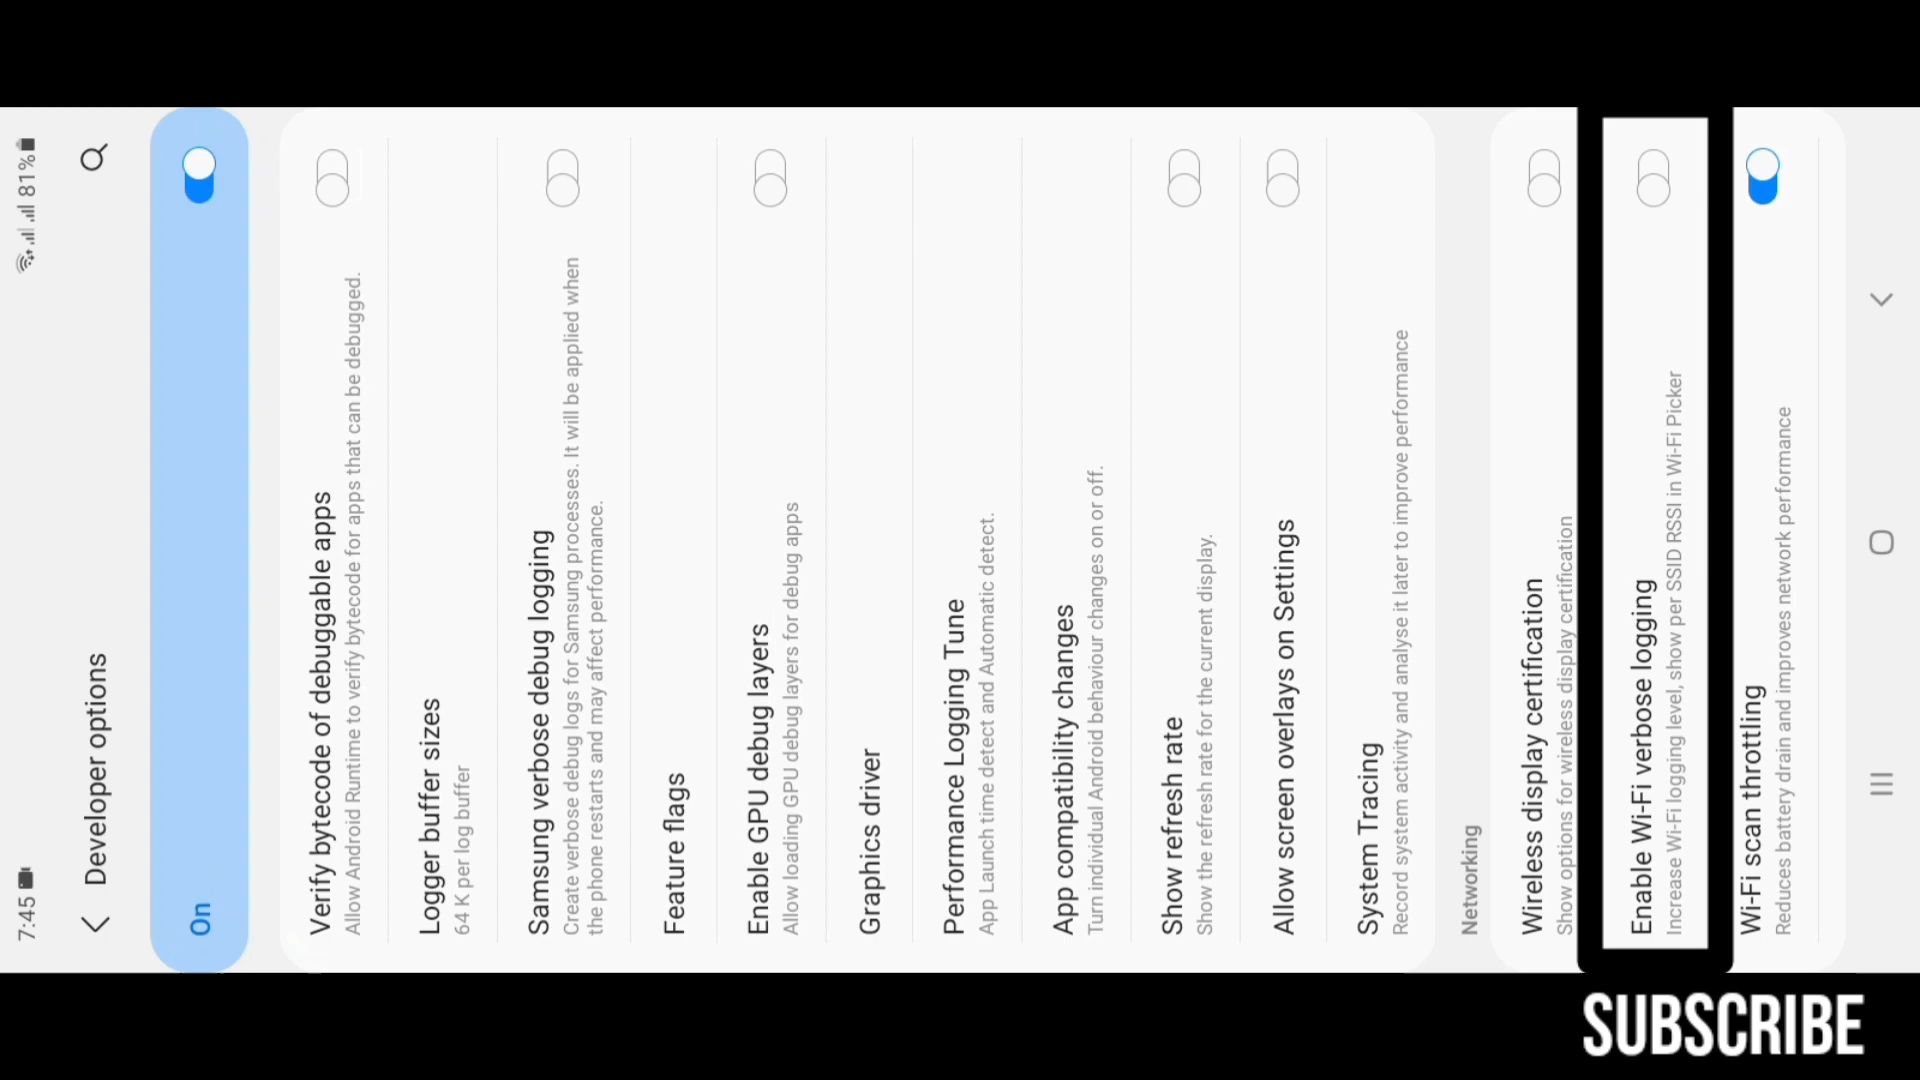 7:45
81%
Developer options
On
Verify bytecode of debuggable apps
Allow Android Runtime to verify bytecode for apps that can be debugged.
Logger buffer sizes
64 K per log buffer
Samsung verbose debug logging
Create verbose debug logs for Samsung processes. It will be applied when
the phone restarts and may affect performance.
Feature flags
Enable GPU debug layers
Allow loading GPU debug layers for debug apps
Graphics driver
Performance Logging Tune
App Launch time detect and Automatic detect.
App compatibility changes
Turn individual Android behaviour changes on or off.
Show refresh rate
Show the refresh rate for the current display.
Allow screen overlays on Settings
System Tracing
Record system activity and analyse it later to improve performance
Networking
Wireless display certification
Show options for wireless display certification
Enable Wi-Fi verbose logging
Increase Wi-Fi logging level, show per SSID RSSI in Wi-Fi Picker
Wi-Fi scan throttling
Reduces battery drain and improves network performance
SUBSCRIBE